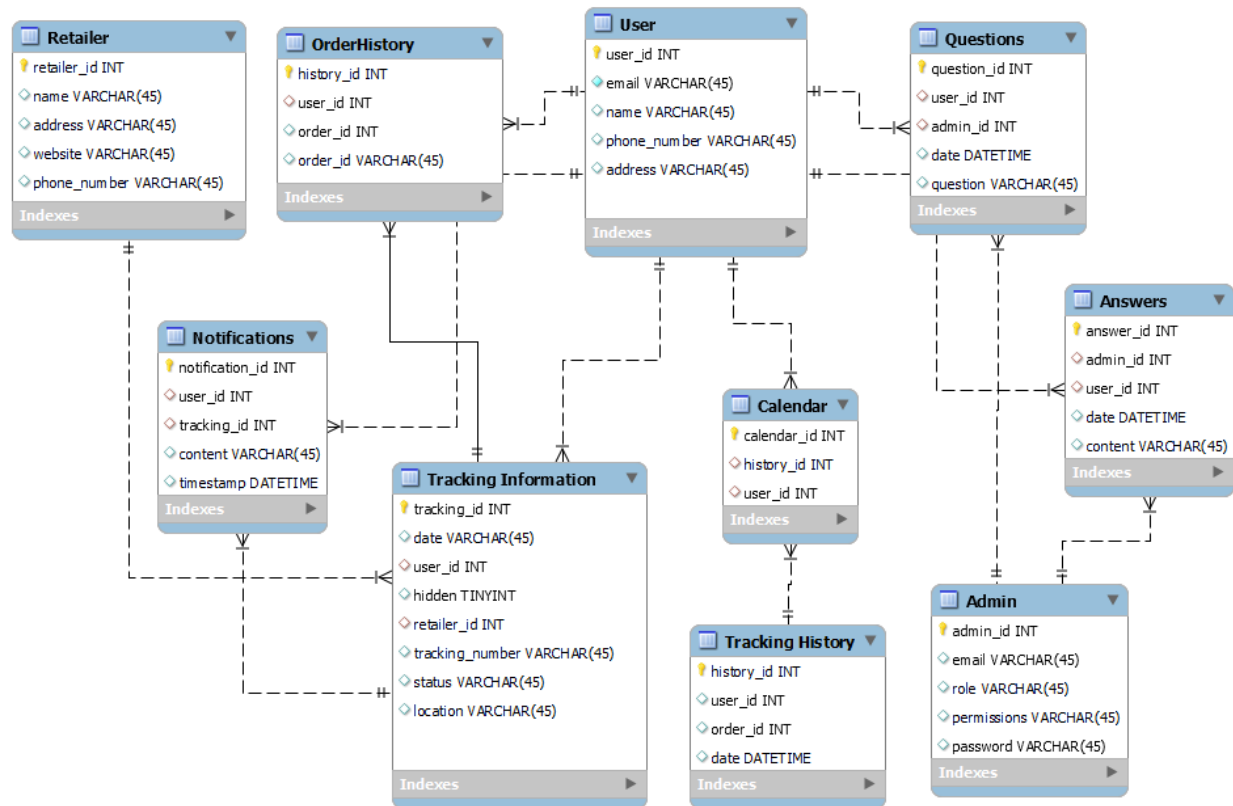 Retailer
retailer_id INT
name VARCHAR(45)
address VARCHAR(45)
website VARCHAR(45)
phone_number VARCHAR(45)
Indexes
OrderHistory
history_id INT
user_id INT
order_id INT
order_id VARCHAR(45)
Indexes
User
user_id INT
email VARCHAR(45)
name VARCHAR(45)
phone_number VARCHAR(45)
address VARCHAR(45)
Indexes
Questions
question_id INT
user_id INT
admin_id INT
date DATETIME
question VARCHAR(45)
Indexes
Notifications
notification_id INT
user_id INT
tracking_id INT
content VARCHAR(45)
timestamp DATETIME
Indexes
Answers
answer_id INT
admin_id INT
user_id INT
date DATETIME
content VARCHAR(45)
Indexes
Calendar
calendar_id INT
history_id INT
user_id INT
Indexes
Tracking Information
tracking_id INT
date VARCHAR(45)
user_id INT
hidden TINYINT
retailer_id INT
tracking_number VARCHAR(45)
status VARCHAR(45)
location VARCHAR(45)
Indexes
Tracking History
history_id INT
user_id INT
order_id INT
date DATETIME
Indexes
Admin
admin_id INT
email VARCHAR(45)
role VARCHAR(45)
permissions VARCHAR(45)
password VARCHAR(45)
Indexes